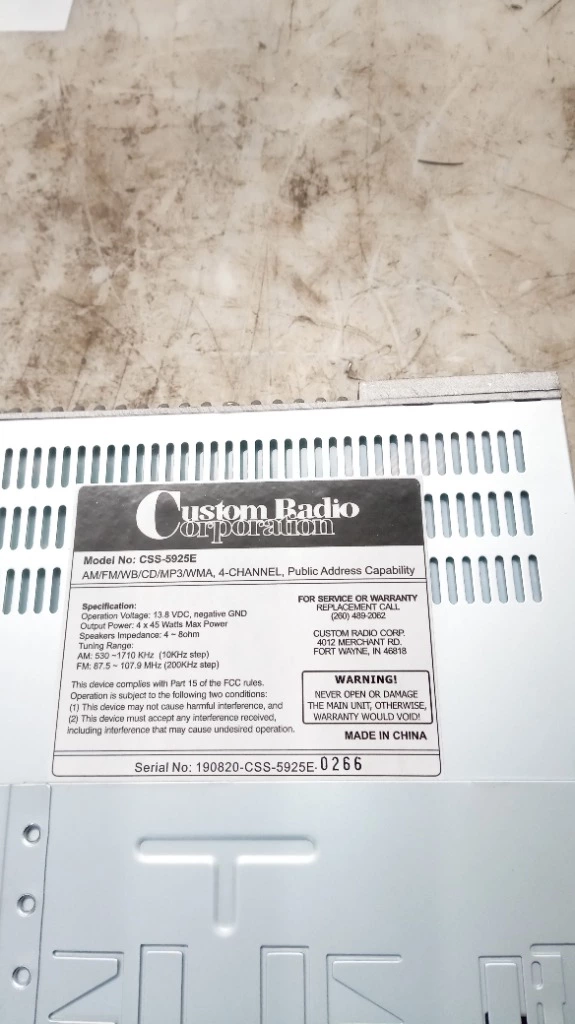 Custom Radio
Corporation
Model No: CSS-5925E
AM/FM/WB/CD/MP3/WMA, 4-CHANNEL, Public Address Capability
Specification:
Operation Voltage: 13.8 VDC, negative GND
Output Power: 4 x 45 Watts Max Power
Speakers Impedance: 4 ~ 8ohm
Tuning Range:
AM: 530 ~1710 KHz (10KHz step)
FM: 87.5 ~ 107.9 MHz (200KHz step)
This device complies with Part 15 of the FCC rules.
Operation is subject to the following two conditions:
(1) This device may not cause harmful interference, and
(2) This device must accept any interference received,
including interference that may cause undesired operation.
FOR SERVICE OR WARRANTY
REPLACEMENT CALL
(260) 489-2062
CUSTOM RADIO CORP.
4012 MERCHANT RD.
FORT WAYNE, IN 46818
WARNING!
NEVER OPEN OR DAMAGE
THE MAIN UNIT, OTHERWISE,
WARRANTY WOULD VOID!
MADE IN CHINA
Serial No: 190820-CSS-5925E-0266